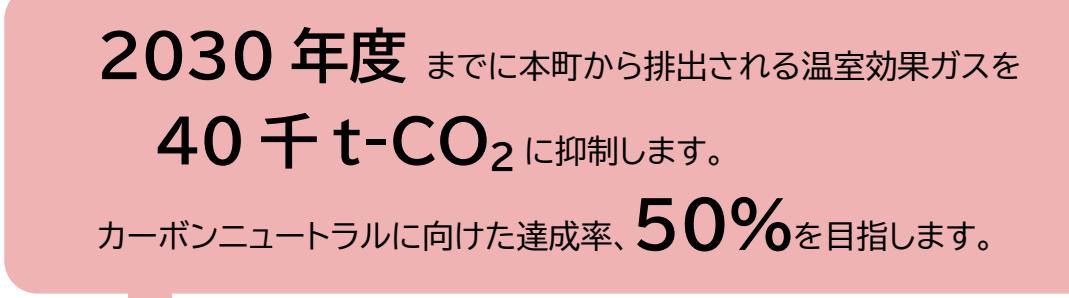 2030 年度 までに本町から排出される温室効果ガスを
40 千 t-CO₂ に抑制します。
カーボンニュートラルに向けた達成率、50%を目指します。